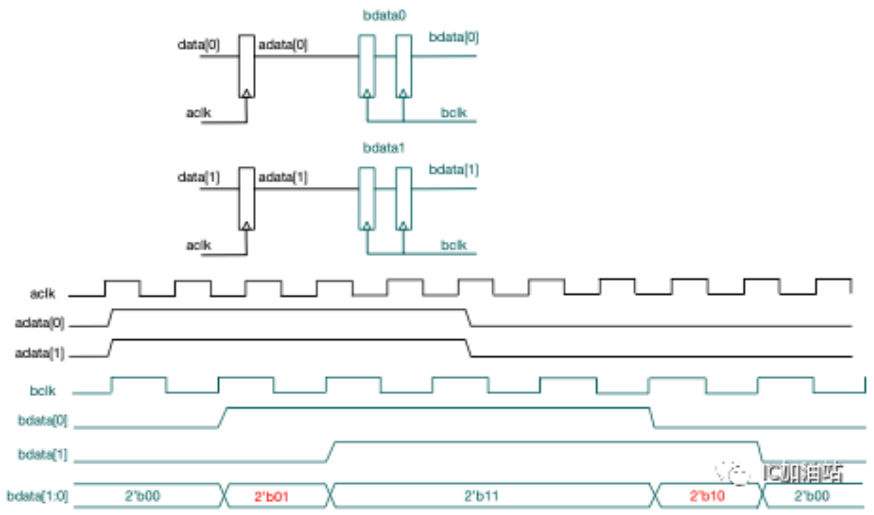 bdata0
data[0] adata[0] bdata[0]
aclk bclk
bdata1
data[1] adata[1] bdata[1]
aclk bclk
aclk
adata[0]
adata[1]
bclk
bdata[0]
bdata[1]
IC加油站
bdata[1:0] 2'b00 2'b01 2'b11 2'b10 2'b00